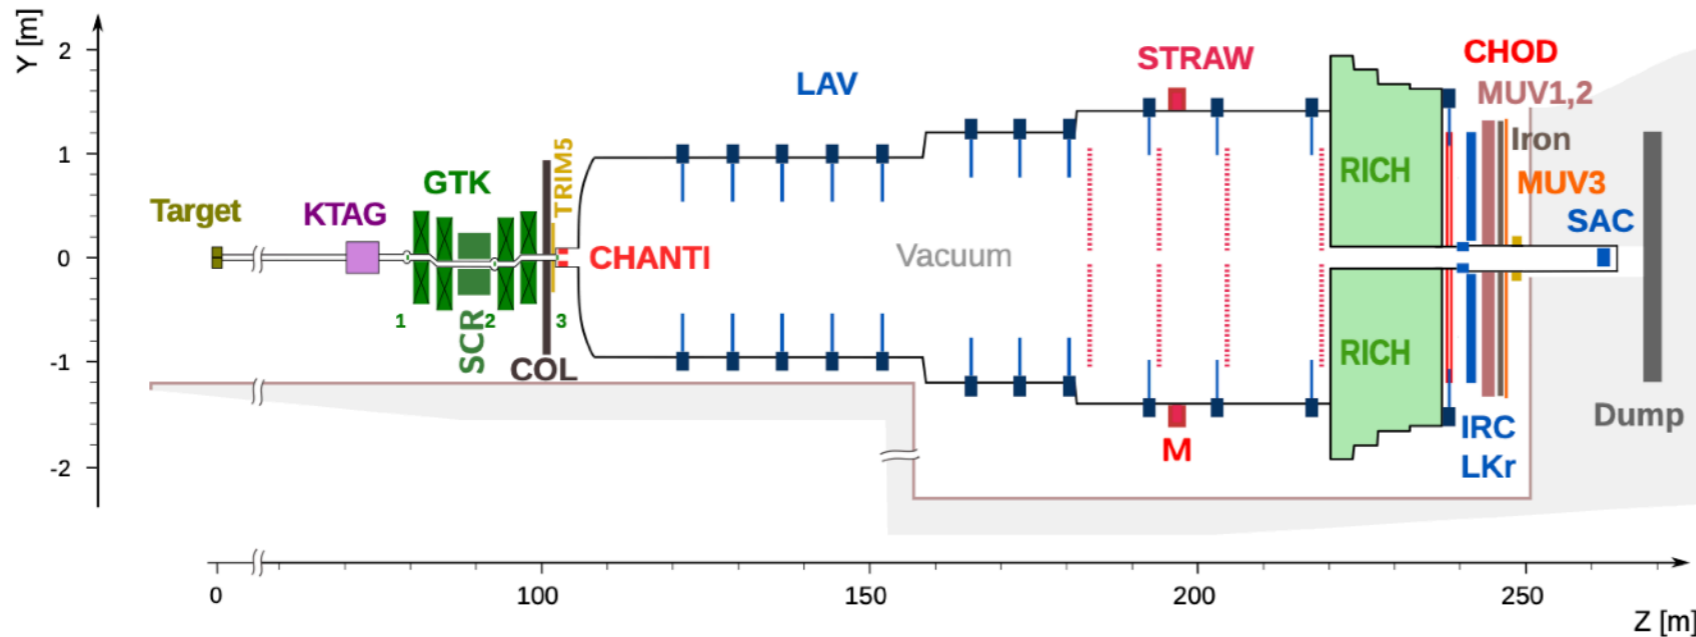 Y [m]
2
1
0
-1
-2
Target
KTAG
GTK
1
SCR
2
COL
TRIM5
3
CHANTI
LAV
Vacuum
STRAW
M
RICH
RICH
CHOD
MUV1,2
Iron
MUV3
SAC
IRC
LKr
Dump
0
100
150
200
250
Z [m]